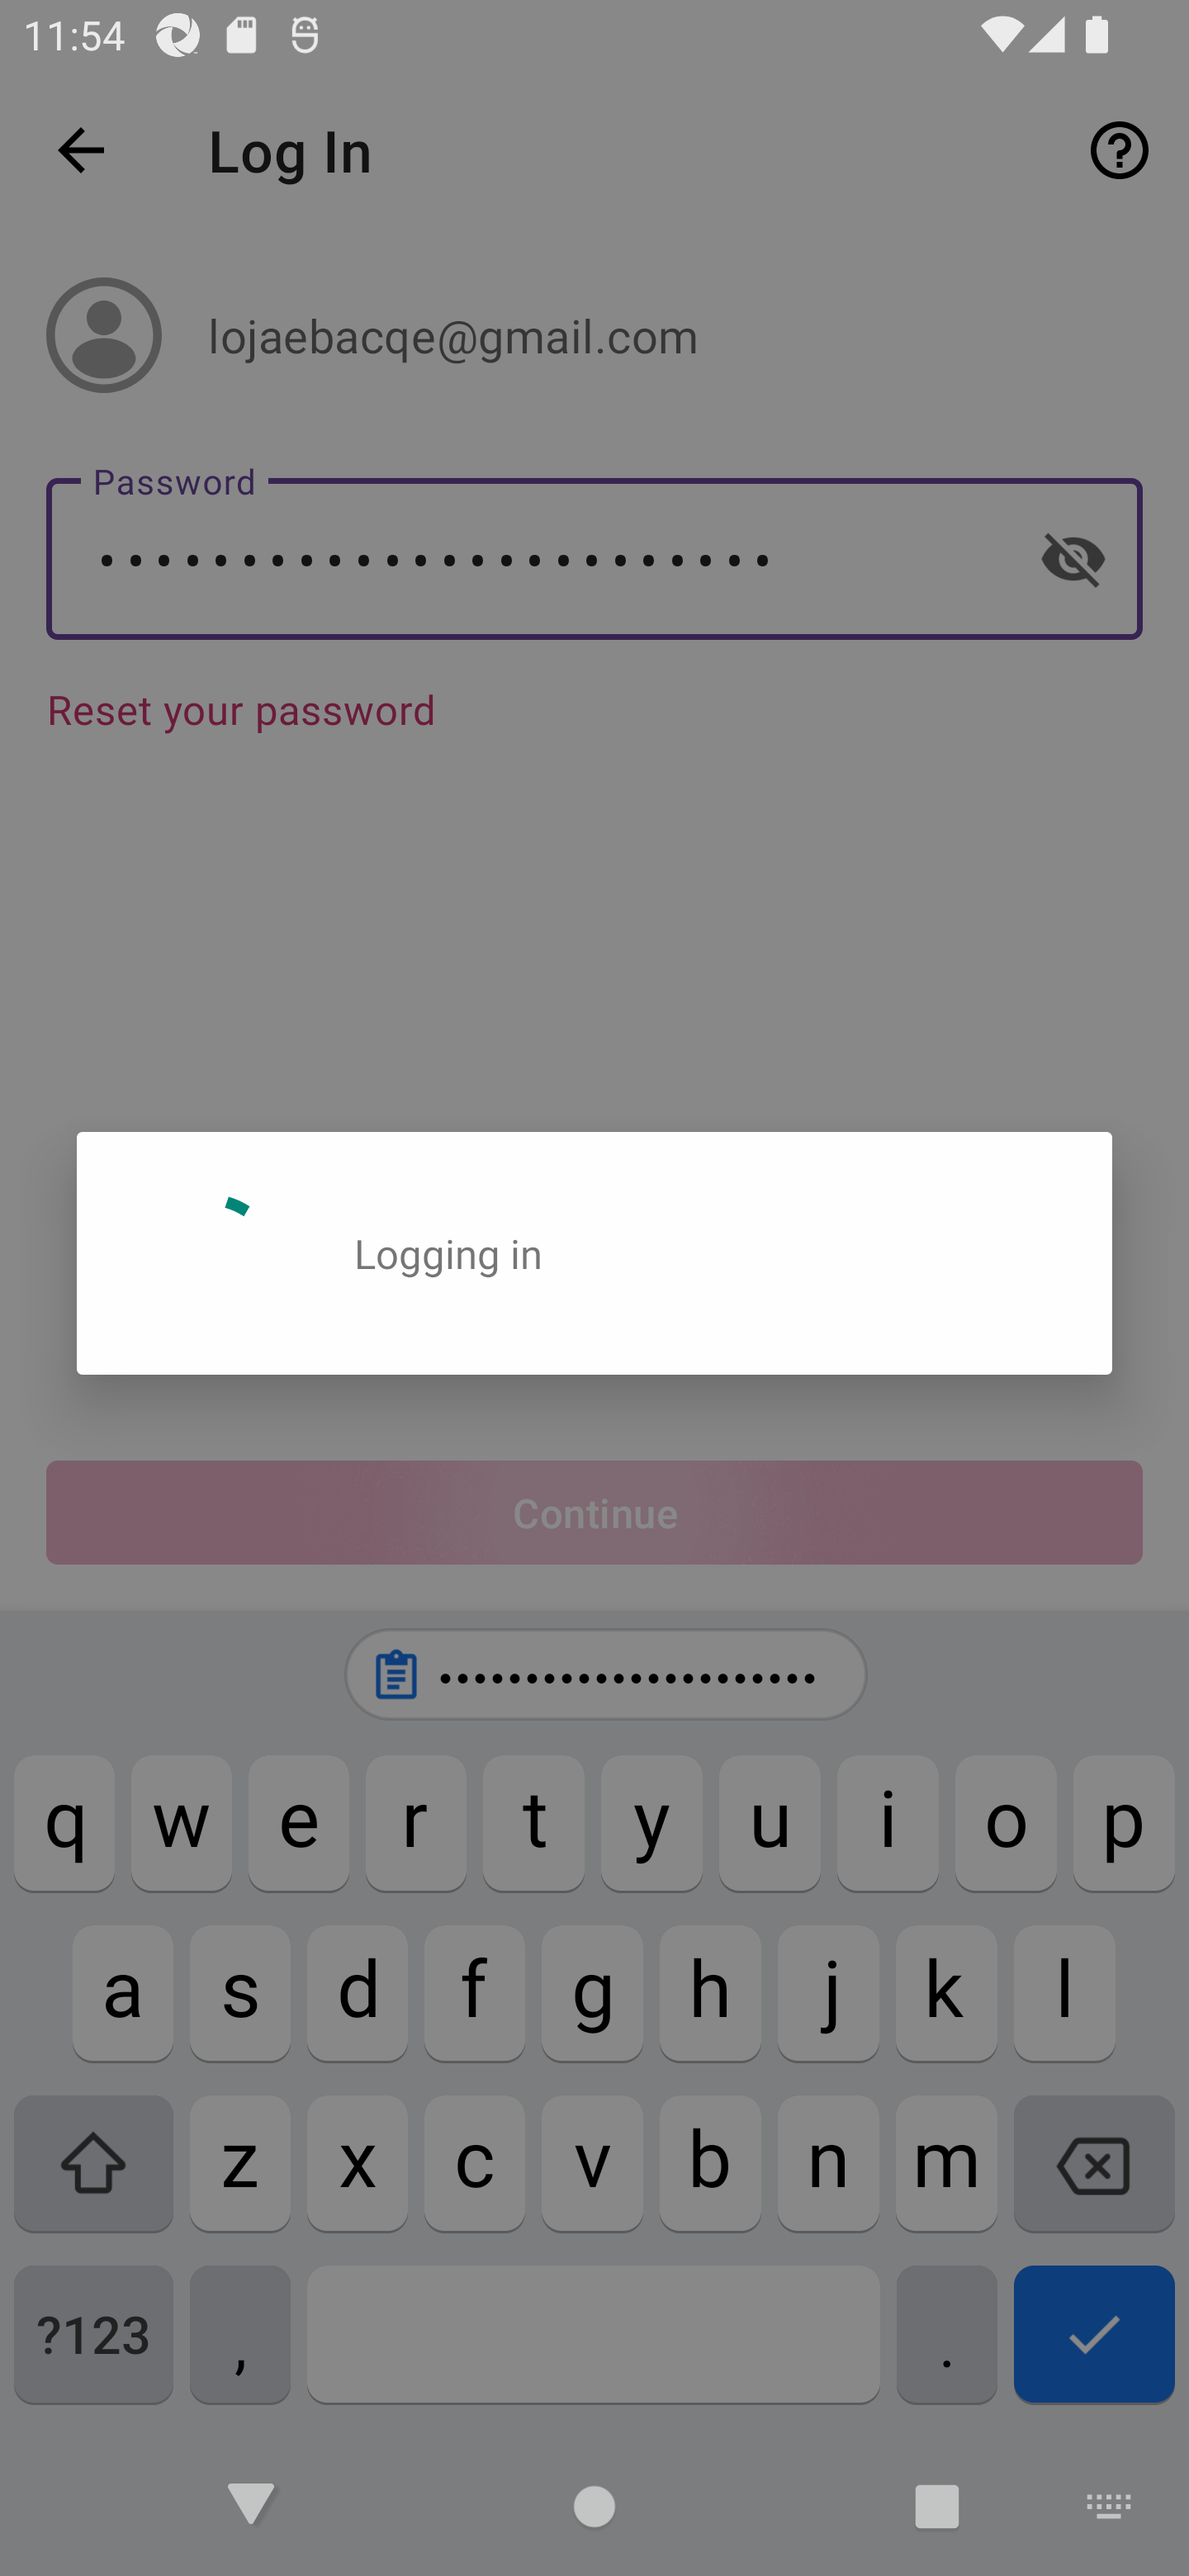 11:54
Log In
lojaebacqe@gmail.com
Password
••••••••••••••••••••••••
Reset your password
Logging in
Continue
••••••••••••••••••••••
q w e r t y u i o p
a s d f g h j k l
z x c v b n m
?123 , .